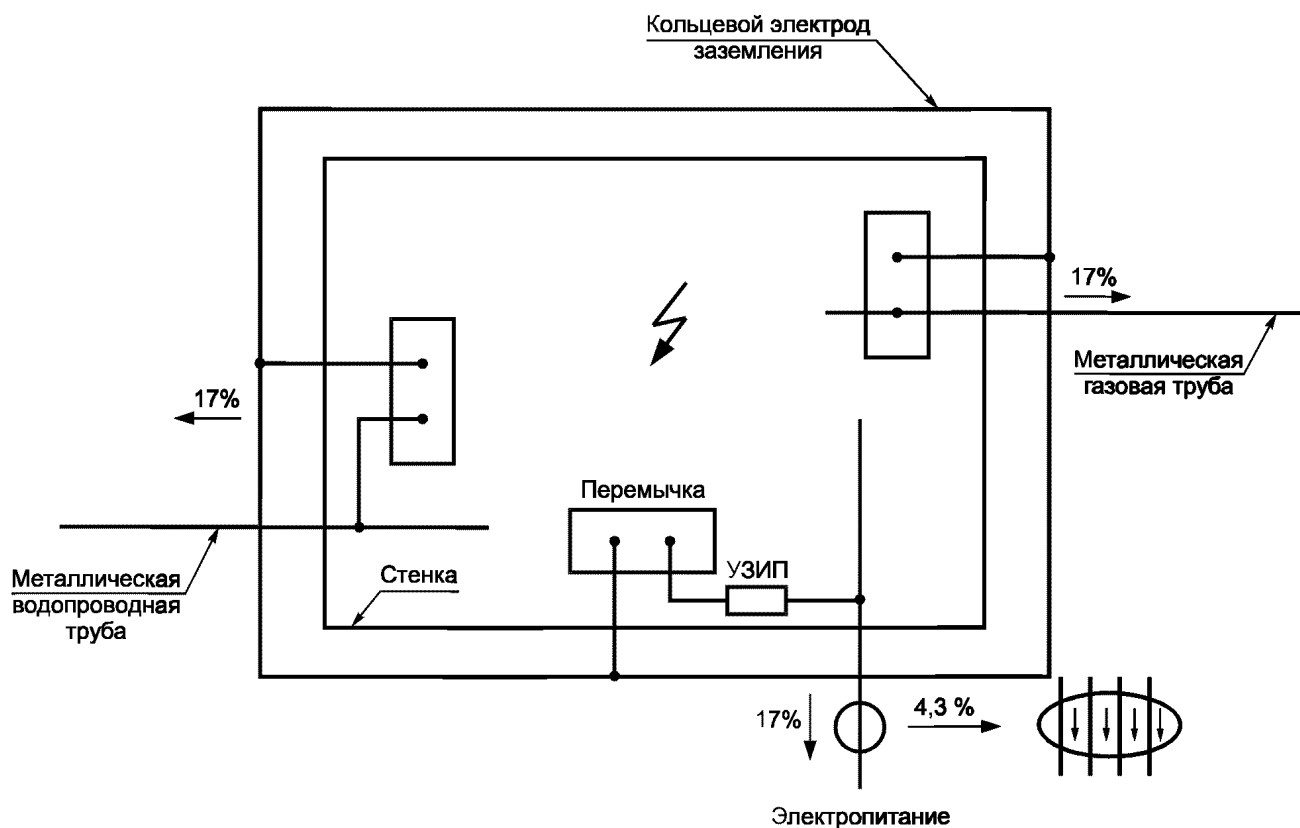 Кольцевой электрод
заземления
17%
Металлическая
газовая труба
17%
Перемычка
Металлическая
водопроводная
труба
Стенка
УЗИП
17%
4,3 %
Электропитание